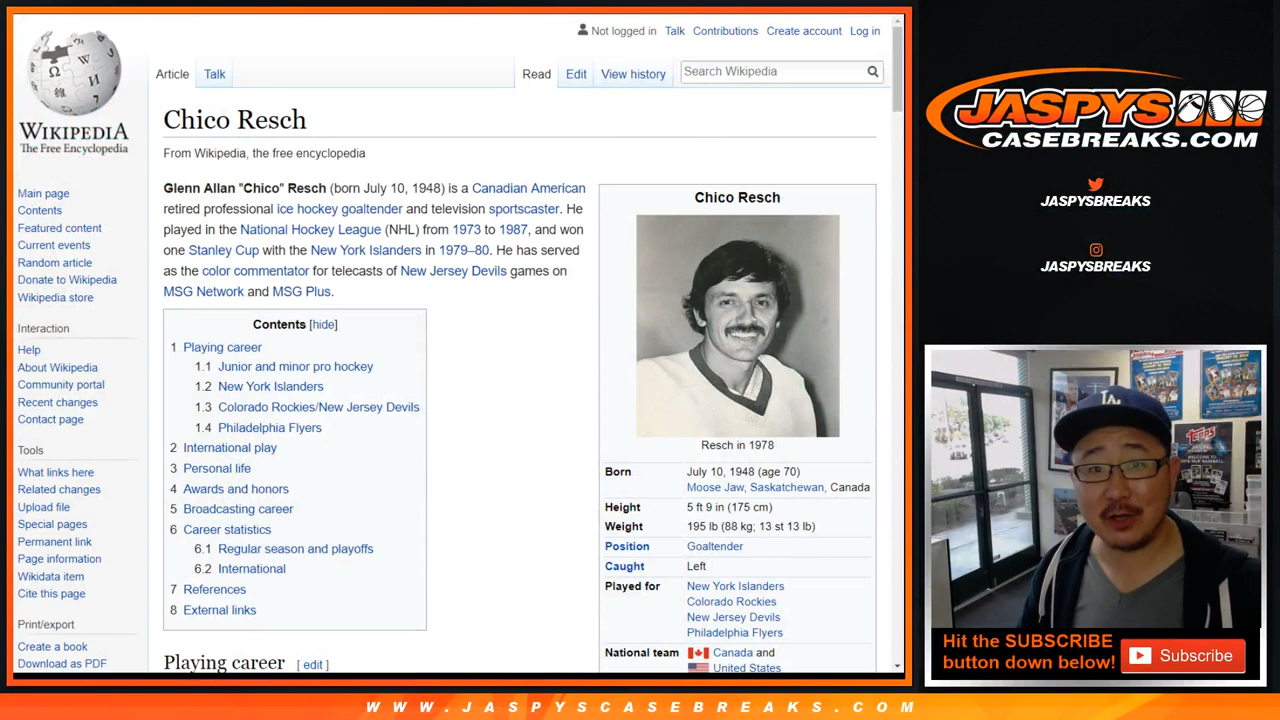 WIKIPEDIA
The Free Encyclopedia
Main page
Contents
Featured content
Current events
Random article
Donate to Wikipedia
Wikipedia store
Interaction
Help
About Wikipedia
Community portal
Recent changes
Contact page
Tools
What links here
Related changes
Upload file
Special pages
Permanent link
Page information
Wikidata item
Cite this page
Print/export
Create a book
Download as PDF
Not logged in Talk Contributions Create account Log in
Article Talk Read Edit View history Search Wikipedia
Chico Resch
From Wikipedia, the free encyclopedia
Glenn Allan "Chico" Resch (born July 10, 1948) is a Canadian American
retired professional ice hockey goaltender and television sportscaster. He
played in the National Hockey League (NHL) from 1973 to 1987, and won
one Stanley Cup with the New York Islanders in 1979–80. He has served
as the color commentator for telecasts of New Jersey Devils games on
MSG Network and MSG Plus.
Contents [hide]
1 Playing career
1.1 Junior and minor pro hockey
1.2 New York Islanders
1.3 Colorado Rockies/New Jersey Devils
1.4 Philadelphia Flyers
2 International play
3 Personal life
4 Awards and honors
5 Broadcasting career
6 Career statistics
6.1 Regular season and playoffs
6.2 International
7 References
8 External links
Playing career [ edit ]
Chico Resch
Resch in 1978
Born July 10, 1948 (age 70)
Moose Jaw, Saskatchewan, Canada
Height 5 ft 9 in (175 cm)
Weight 195 lb (88 kg; 13 st 13 lb)
Position Goaltender
Caught Left
Played for New York Islanders
Colorado Rockies
New Jersey Devils
Philadelphia Flyers
National team Canada and
United States
JASPYS
CASEBREAKS.COM
JASPYSBREAKS
JASPYSBREAKS
LA
TOPPS
Hit the SUBSCRIBE
button down below!
Subscribe
WWW.JASPYSCASEBREAKS.COM